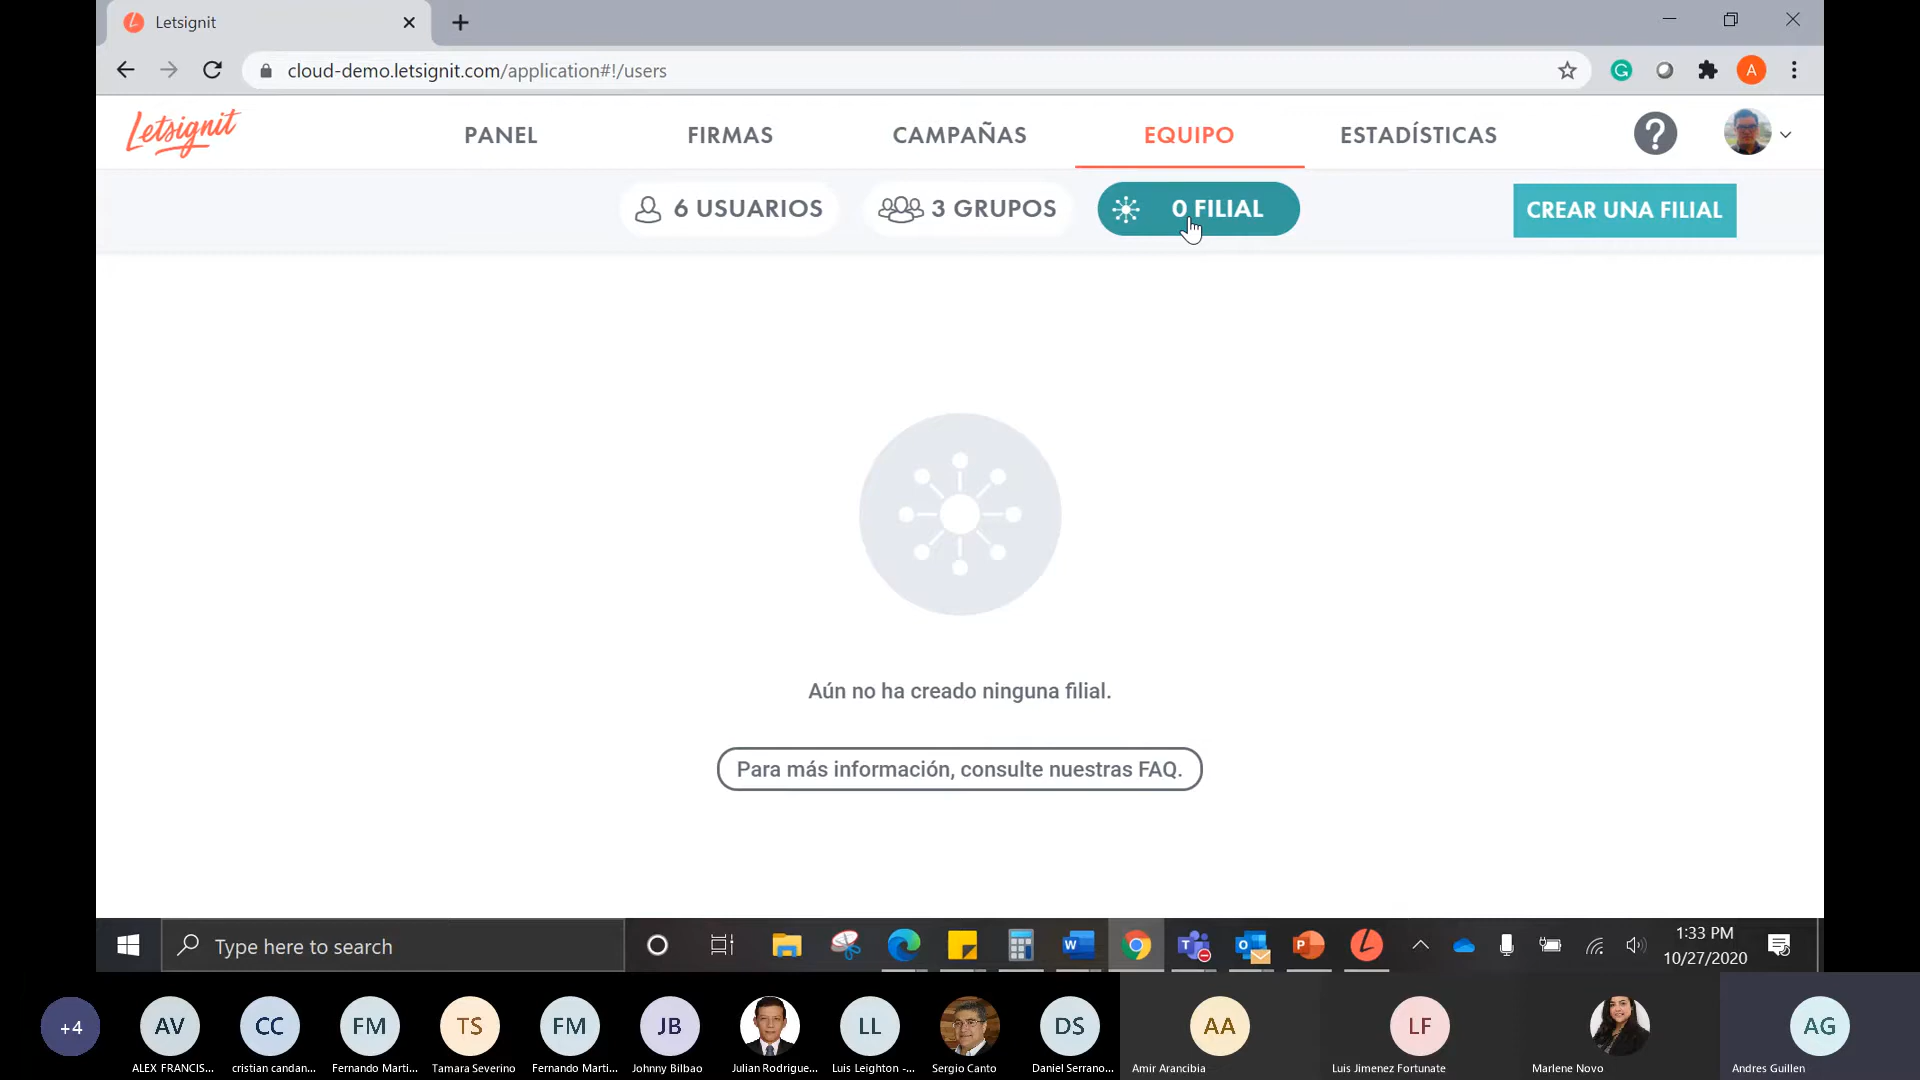 Letsignit
cloud-demo.letsignit.com/application#!/users
A
Letsignit
PANEL
FIRMAS
CAMPAÑAS
EQUIPO
ESTADÍSTICAS
?
6 USUARIOS
3 GRUPOS
0 FILIAL
CREAR UNA FILIAL
Aún no ha creado ninguna filial.
Para más información, consulte nuestras FAQ.
Type here to search
1:33 PM
10/27/2020
+4
AV
CC
FM
TS
FM
JB
LL
DS
AA
LF
AG
ALEX FRANCIS...
cristian candan...
Fernando Marti...
Tamara Severino
Fernando Marti...
Johnny Bilbao
Julian Rodrigue...
Luis Leighton -...
Sergio Canto
Daniel Serrano...
Amir Arancibia
Luis Jimenez Fortunate
Marlene Novo
Andres Guillen